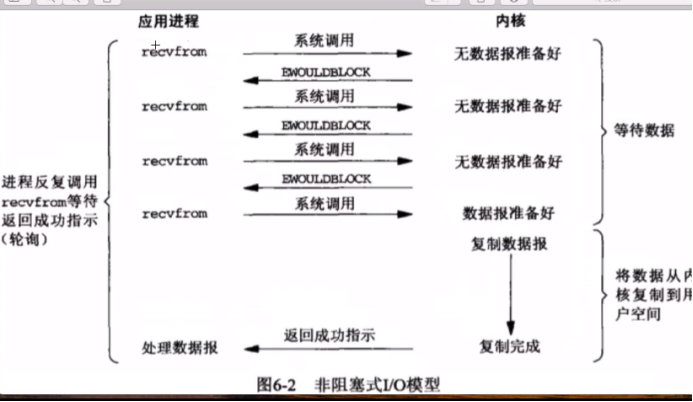 应用进程 内核
recvfrom 系统调用 无数据报准备好
EWOULDBLOCK
recvfrom 系统调用 无数据报准备好
EWOULDBLOCK
recvfrom 系统调用 无数据报准备好
EWOULDBLOCK
recvfrom 系统调用 数据报准备好
等待数据
进程反复调用
recvfrom等待
返回成功指示
(轮询)
复制数据报
将数据从内
核复制到用
户空间
处理数据报 返回成功指示 复制完成
图6-2 非阻塞式I/O模型